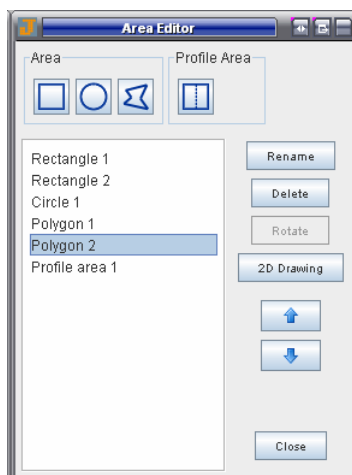 Area Editor
Area
Profile Area
Rectangle 1
Rectangle 2
Circle 1
Polygon 1
Polygon 2
Profile area 1
Rename
Delete
Rotate
2D Drawing
Close